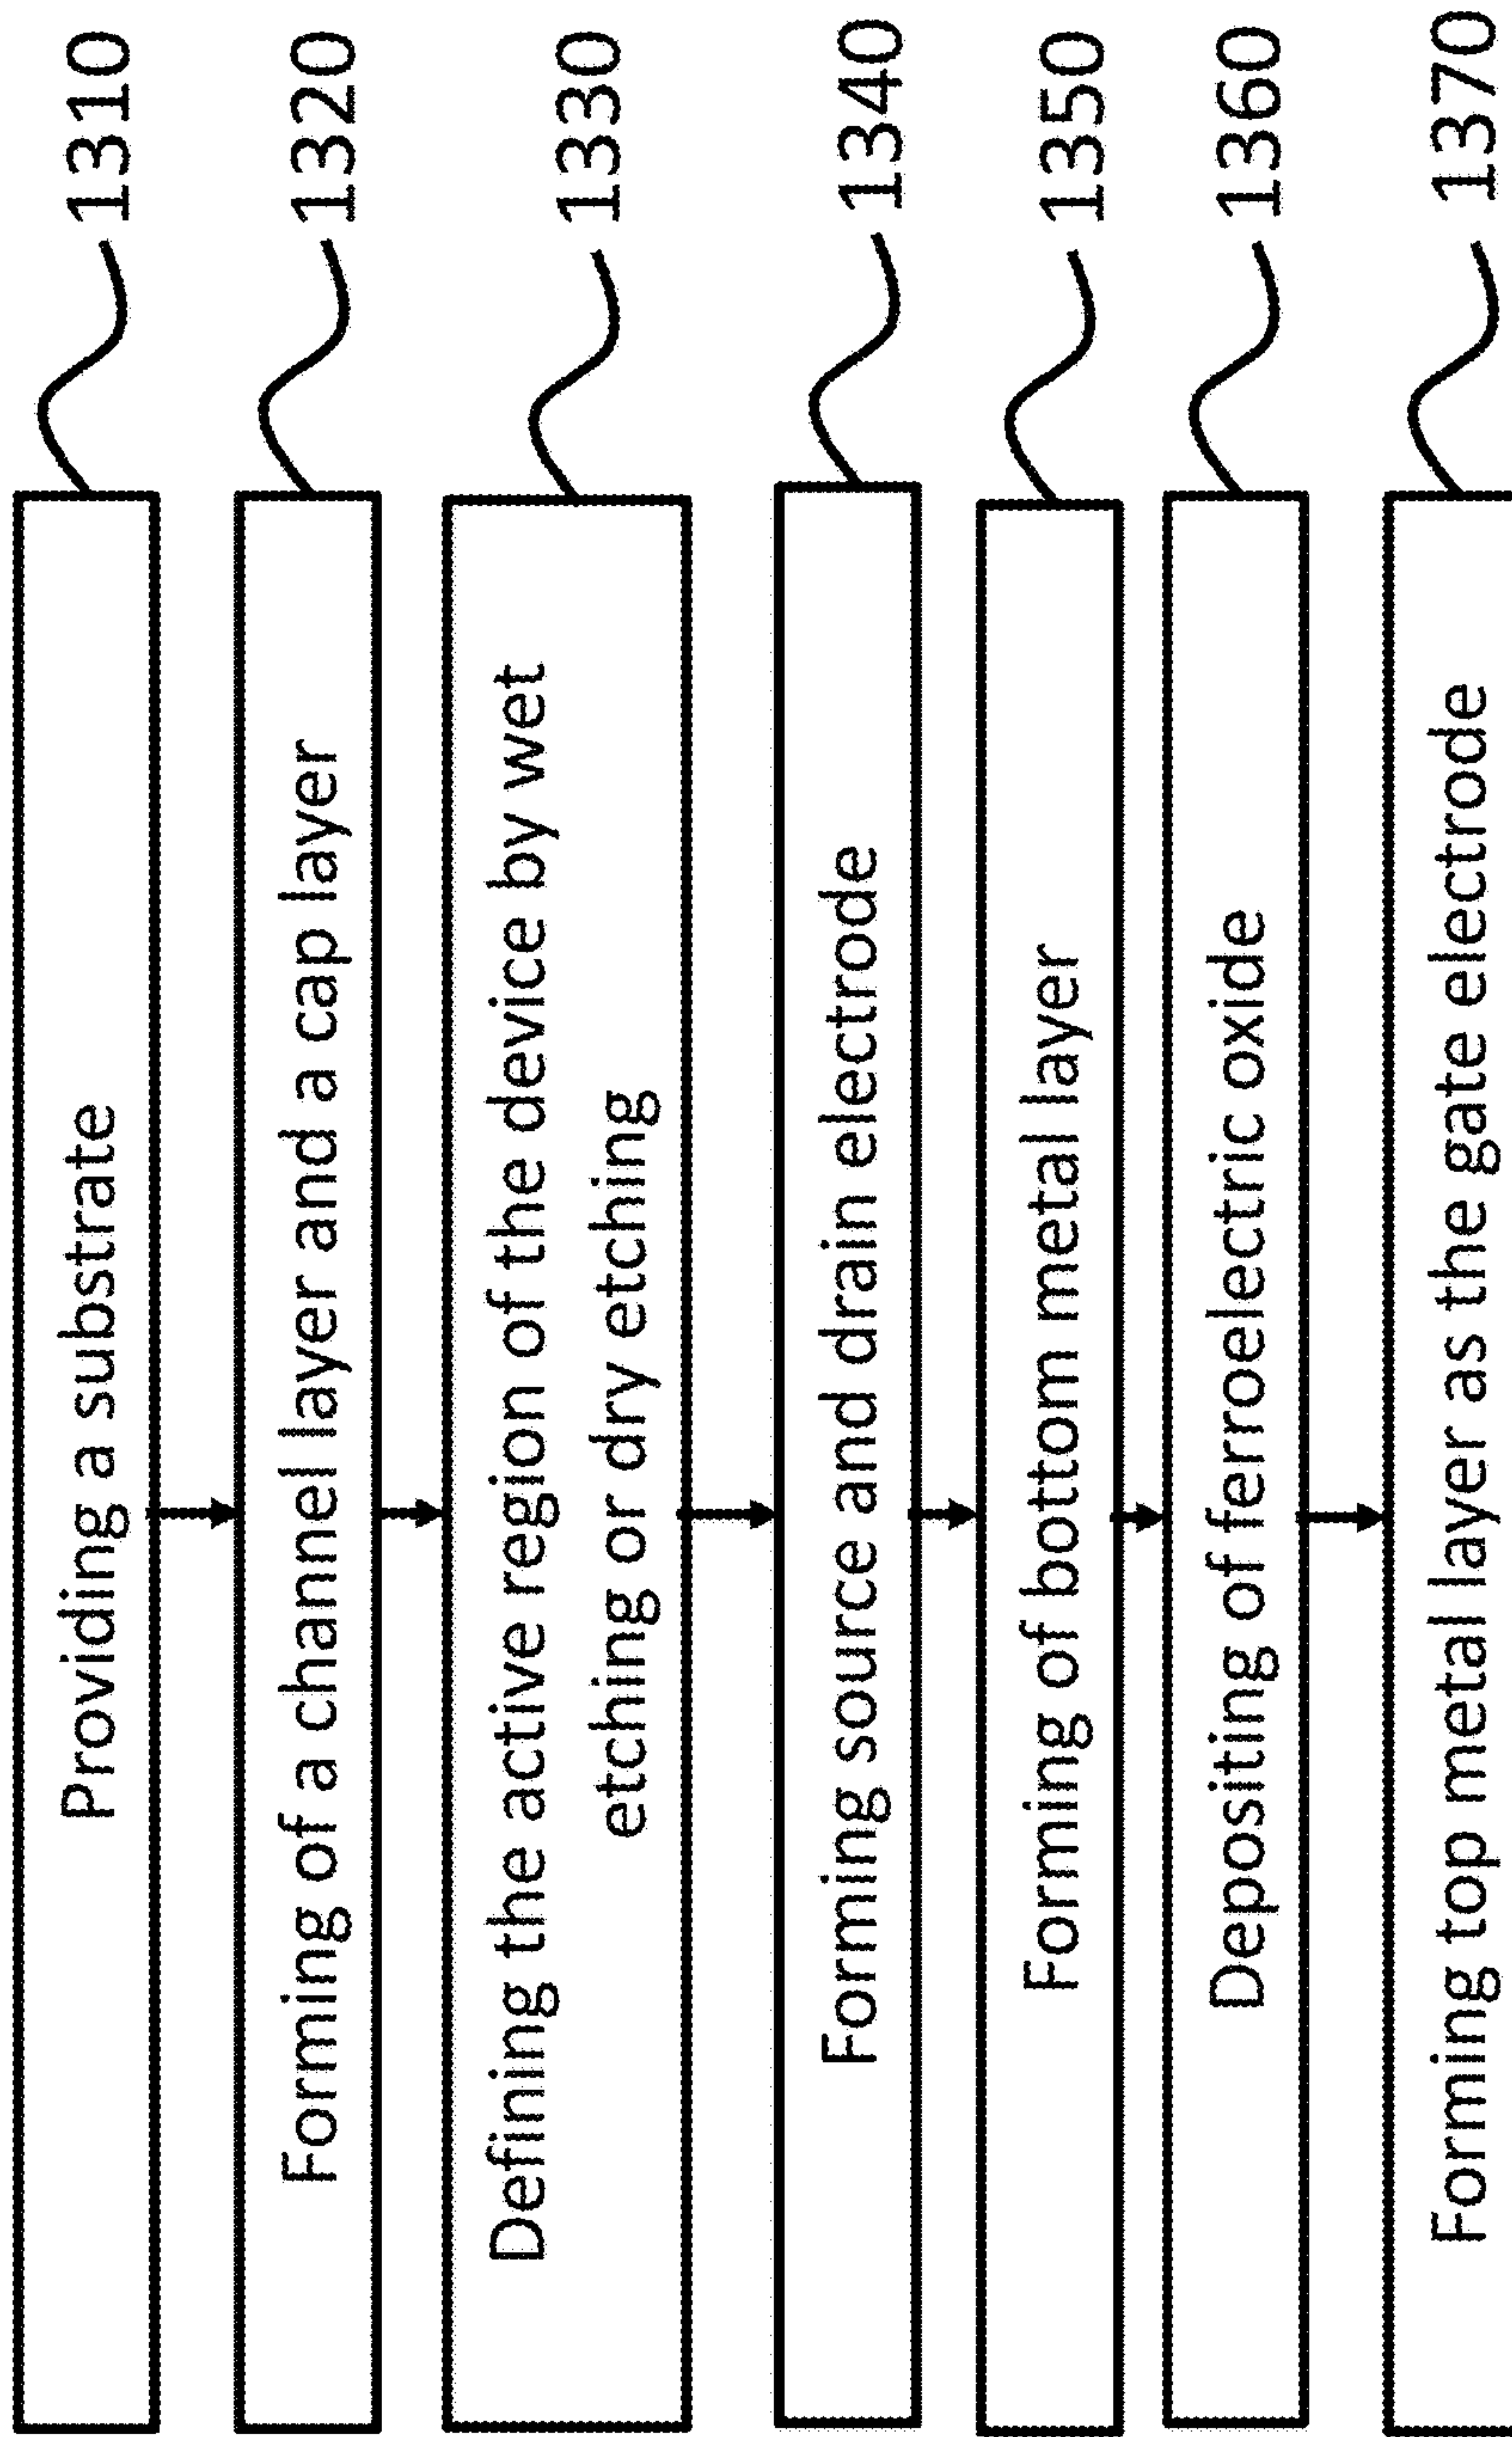 Providing a substrate
1310
Forming of a channel layer and a cap layer
1320
Defining the active region of the device by wet
etching or dry etching
1330
Forming source and drain electrode
1340
Forming of bottom metal layer
1350
Depositing of ferroelectric oxide
1360
Forming top metal layer as the gate electrode
1370